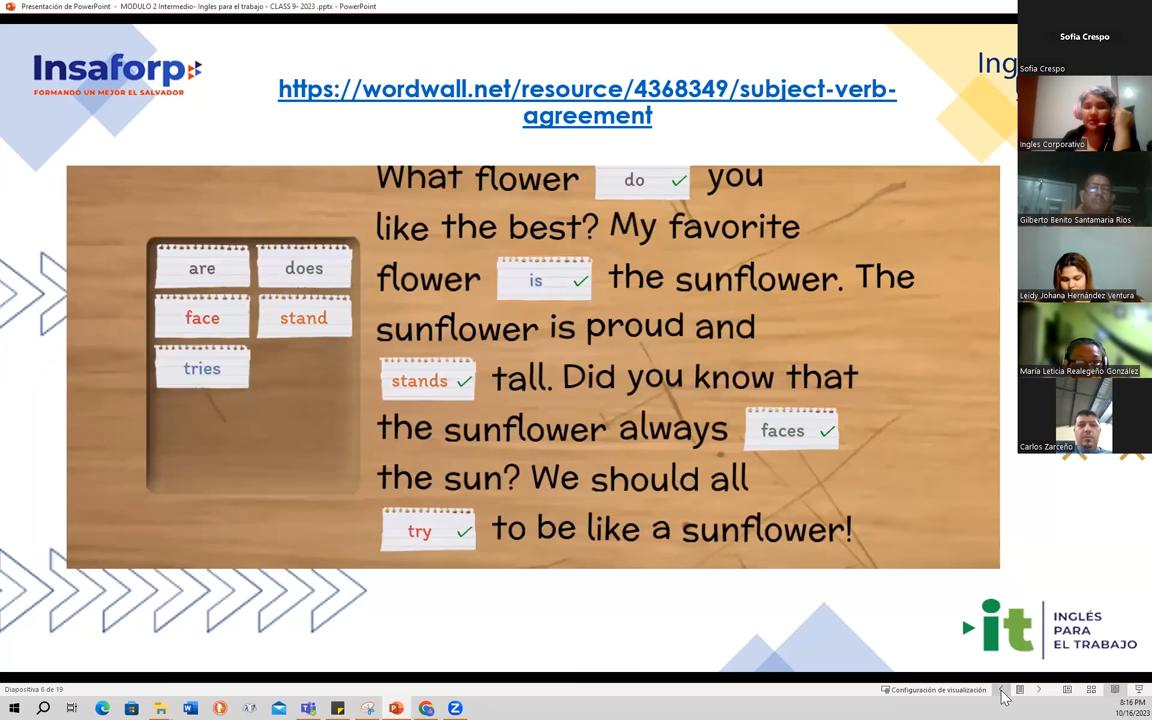 Presentación de PowerPoint - MODULO 2 Intermedio- Ingles para el trabajo - CLASS 9- 2023 .pptx - PowerPoint
Insaforp
FORMANDO UN MEJOR EL SALVADOR
https://wordwall.net/resource/4368349/subject-verb-
agreement
Ing
Sofia Crespo
Sofia Crespo
Ingles Corporativo
Gilberto Benito Santamaria Rios
Leidy Johana Hernández Ventura
María Leticia Realegeño González
Carlos Zarceño
are does
face stand
tries
What flower do you
like the best? My favorite
flower is the sunflower. The
sunflower is proud and
stands tall. Did you know that
the sunflower always faces
the sun? We should all
try to be like a sunflower!
it INGLÉS
PARA
EL TRABAJO
Diapositiva 6 de 19
Configuración de visualización
8:16 PM
10/16/2023